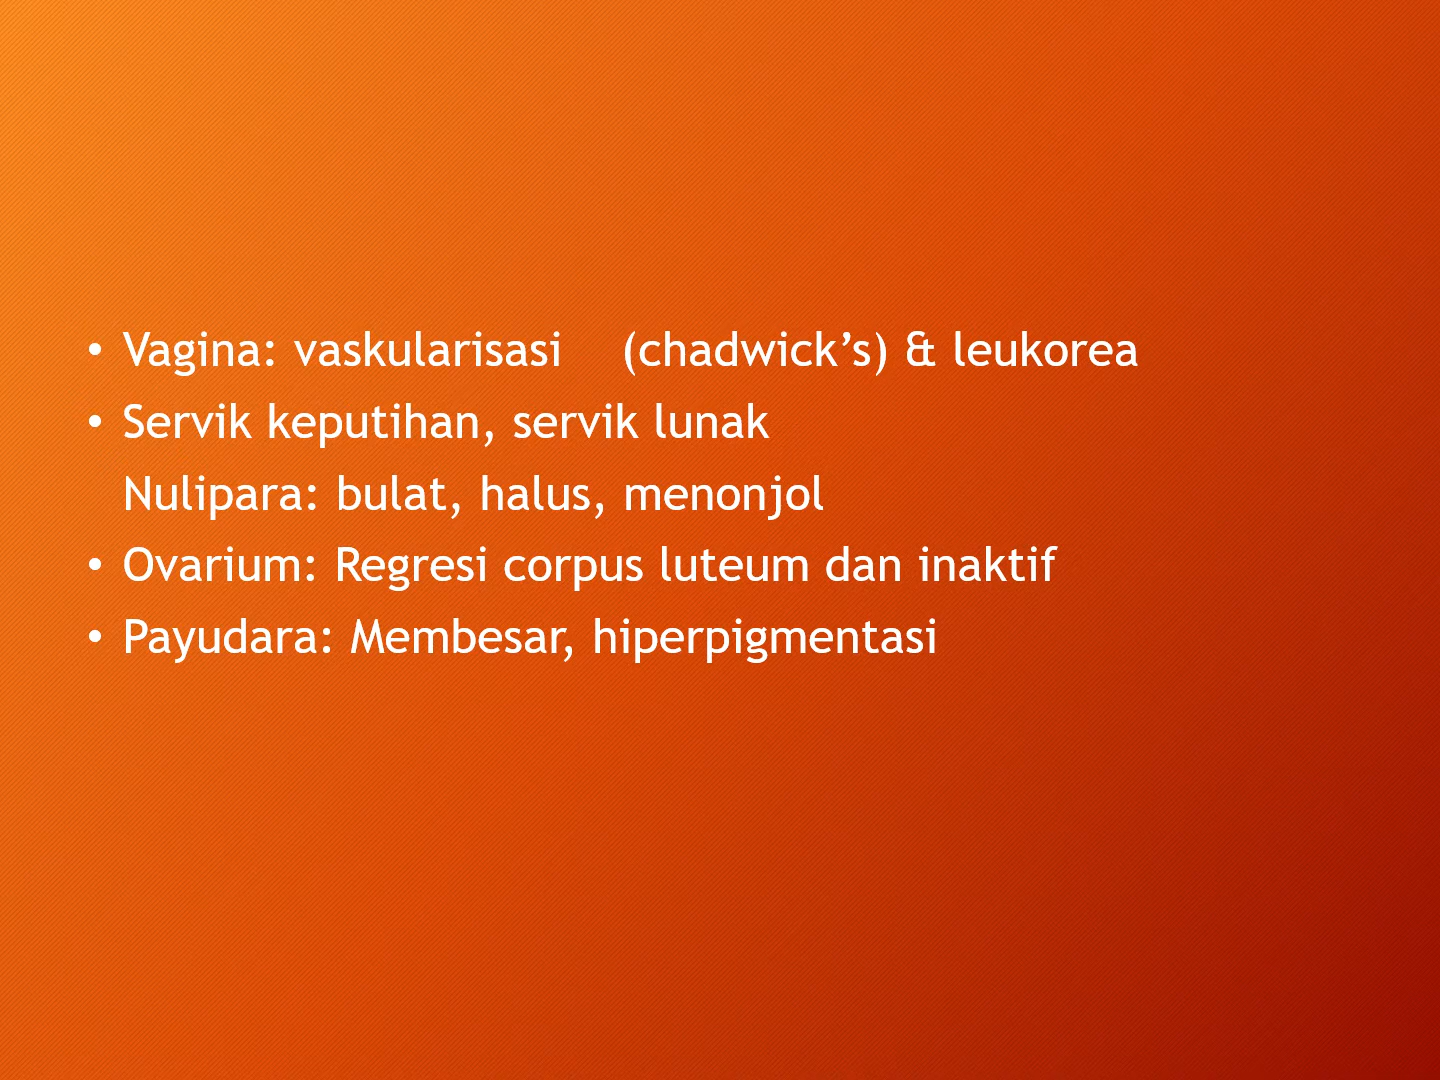 • Vagina: vaskularisasi (chadwick’s) & leukorea
• Servik keputihan, servik lunak
Nulipara: bulat, halus, menonjol
• Ovarium: Regresi corpus luteum dan inaktif
• Payudara: Membesar, hiperpigmentasi